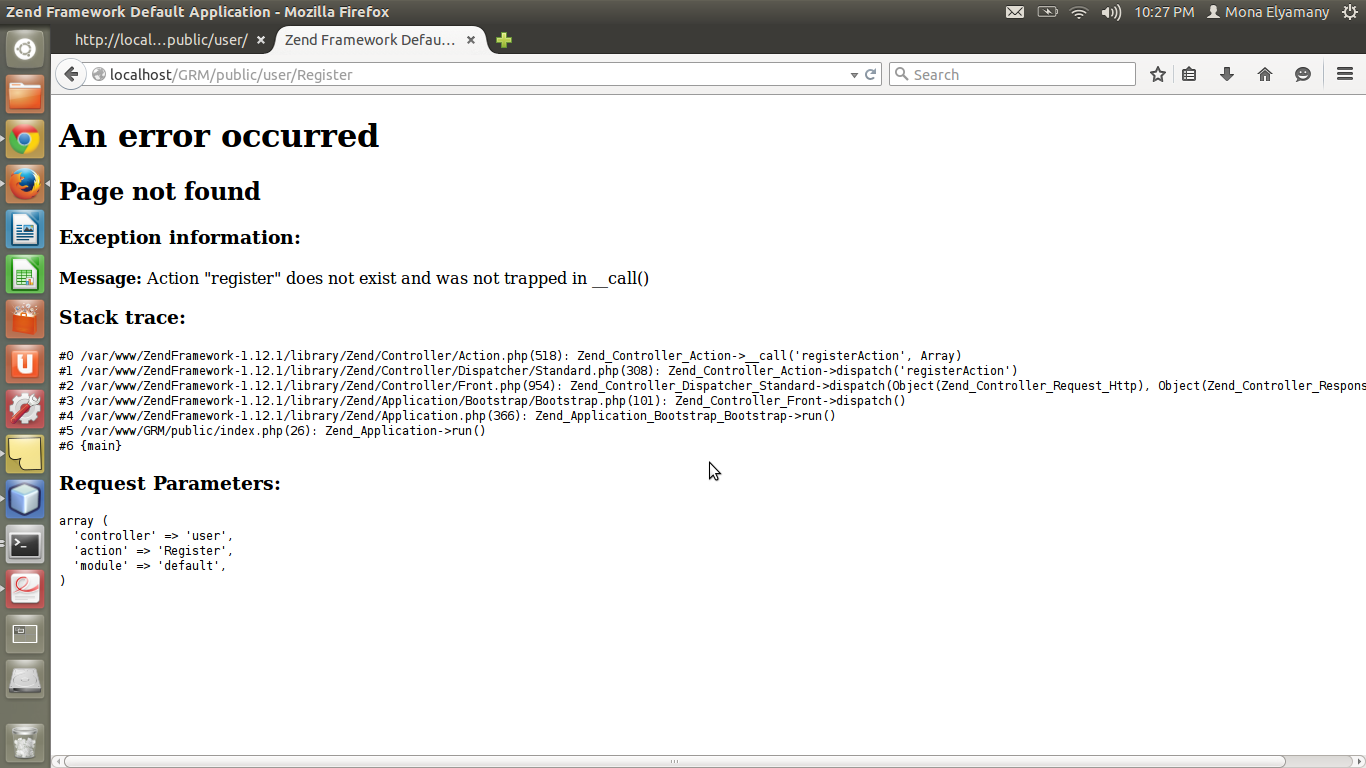 Zend Framework Default Application - Mozilla Firefox
10:27 PM Mona Elyamany
http://local...public/user/ × Zend Framework Defau... ×
localhost/GRM/public/user/Register
Search
An error occurred
Page not found
Exception information:
Message: Action "register" does not exist and was not trapped in __call()
Stack trace:
#0 /var/www/ZendFramework-1.12.1/library/Zend/Controller/Action.php(518): Zend_Controller_Action->__call('registerAction', Array)
#1 /var/www/ZendFramework-1.12.1/library/Zend/Controller/Dispatcher/Standard.php(308): Zend_Controller_Action->dispatch('registerAction')
#2 /var/www/ZendFramework-1.12.1/library/Zend/Controller/Front.php(954): Zend_Controller_Dispatcher_Standard->dispatch(Object(Zend_Controller_Request_Http), Object(Zend_Controller_Respons
#3 /var/www/ZendFramework-1.12.1/library/Zend/Application/Bootstrap/Bootstrap.php(101): Zend_Controller_Front->dispatch()
#4 /var/www/ZendFramework-1.12.1/library/Zend/Application.php(366): Zend_Application_Bootstrap_Bootstrap->run()
#5 /var/www/GRM/public/index.php(26): Zend_Application->run()
#6 {main}
Request Parameters:
array (
  'controller' => 'user',
  'action' => 'Register',
  'module' => 'default',
)